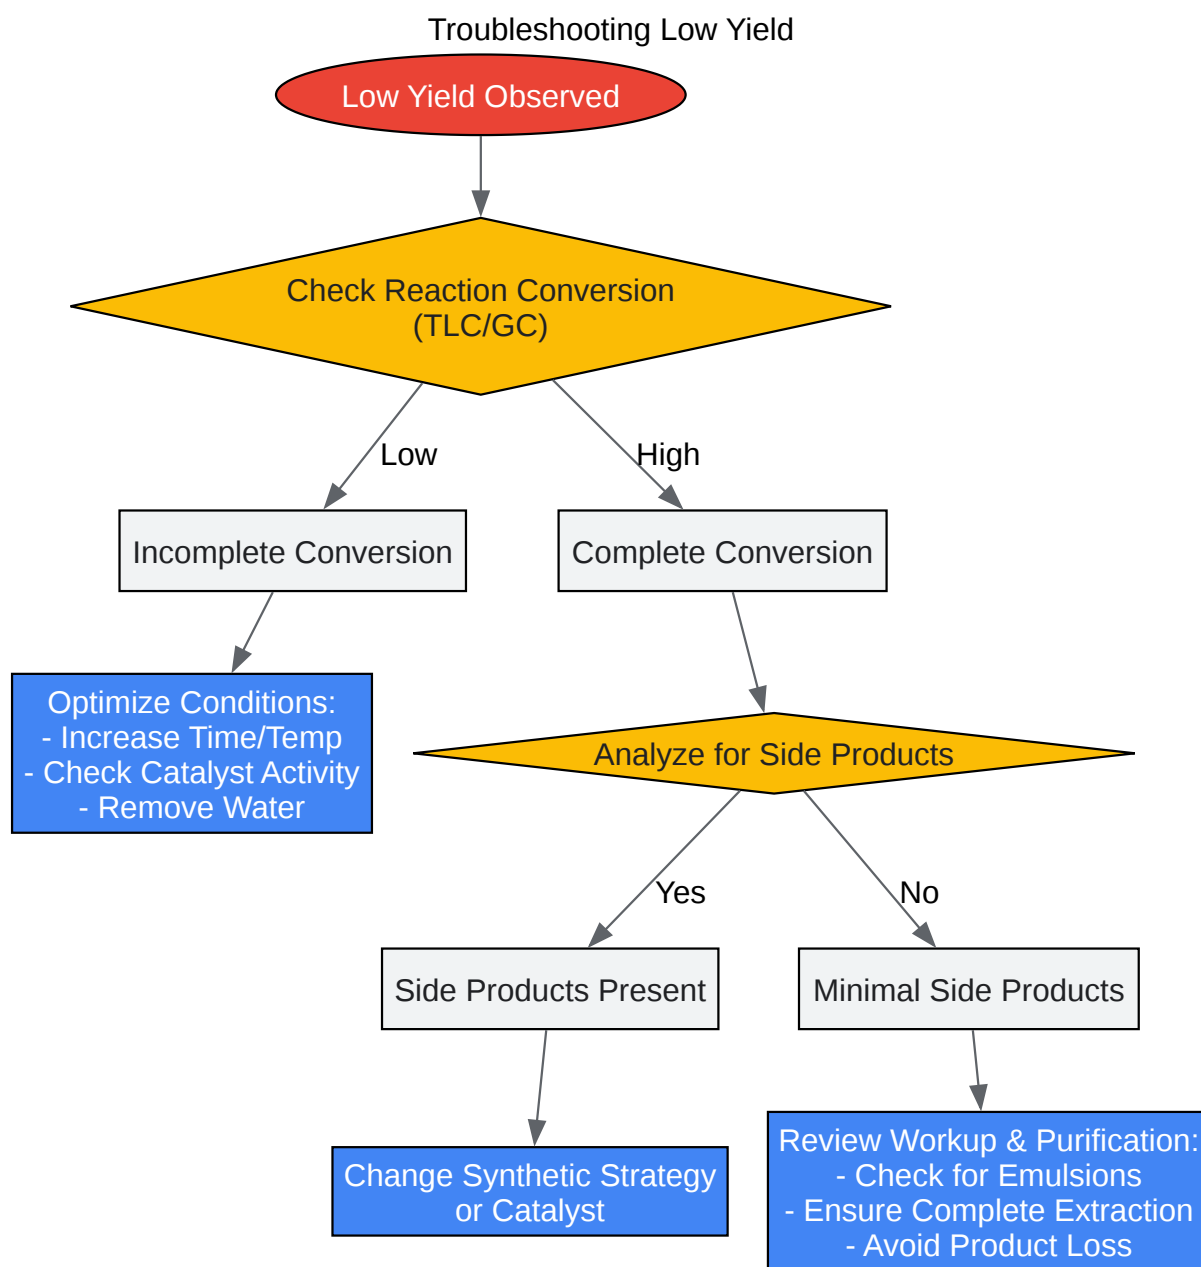 Troubleshooting Low Yield
Low Yield Observed
Check Reaction Conversion
(TLC/GC)
Low
High
Incomplete Conversion
Complete Conversion
Optimize Conditions:
- Increase Time/Temp
- Check Catalyst Activity
- Remove Water
Analyze for Side Products
Yes
No
Side Products Present
Minimal Side Products
Change Synthetic Strategy
or Catalyst
Review Workup & Purification:
- Check for Emulsions
- Ensure Complete Extraction
- Avoid Product Loss